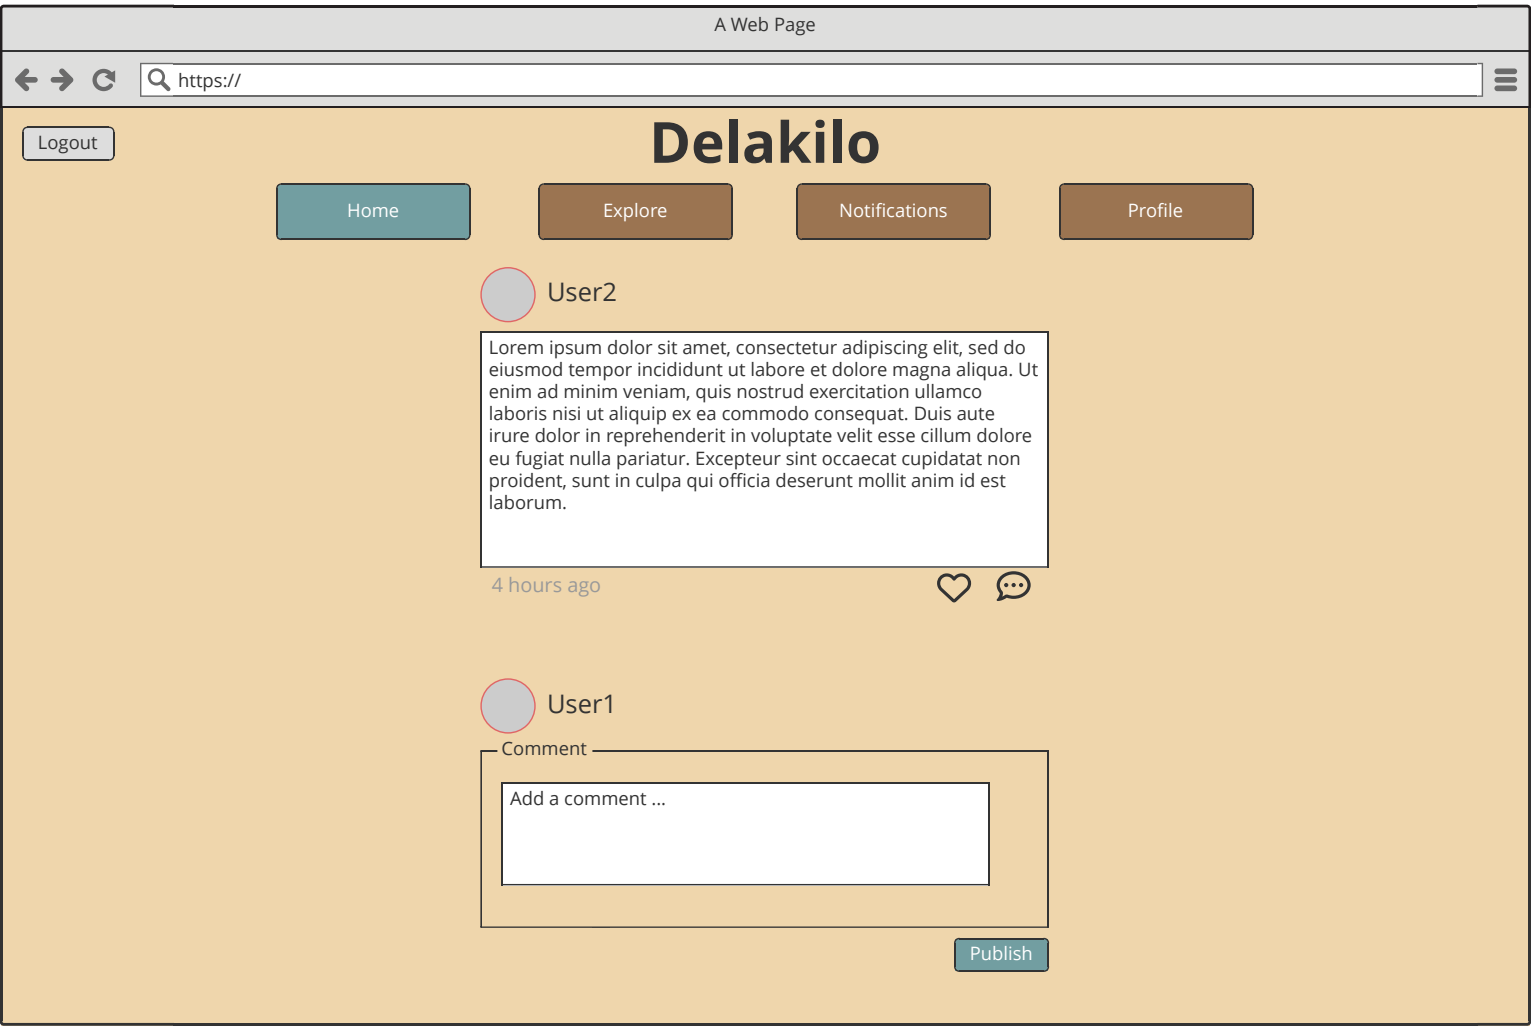 A Web Page
https://
Logout
Delakilo
Home
Explore
Notifications
Profile
User2
Lorem ipsum dolor sit amet, consectetur adipiscing elit, sed do
eiusmod tempor incididunt ut labore et dolore magna aliqua. Ut
enim ad minim veniam, quis nostrud exercitation ullamco
laboris nisi ut aliquip ex ea commodo consequat. Duis aute
irure dolor in reprehenderit in voluptate velit esse cillum dolore
eu fugiat nulla pariatur. Excepteur sint occaecat cupidatat non
proident, sunt in culpa qui officia deserunt mollit anim id est
laborum.
4 hours ago
User1
Comment
Add a comment ...
Publish